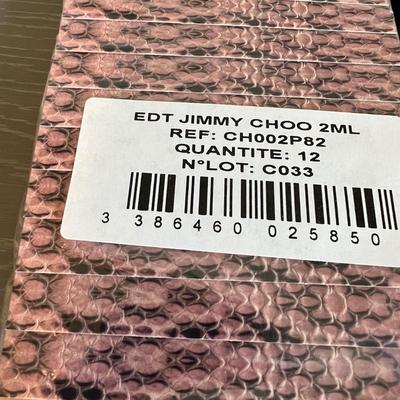 EDT JIMMY CHOO 2ML
REF: CH002P82
QUANTITE: 12
N°LOT: C033
3 386460 025850